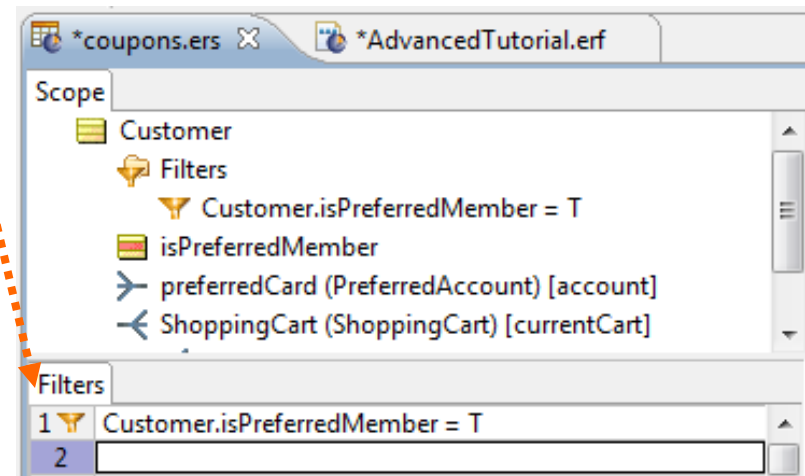 *coupons.ers *AdvancedTutorial.erf
Scope
Customer
Filters
Customer.isPreferredMember = T
isPreferredMember
preferredCard (PreferredAccount) [account]
ShoppingCart (ShoppingCart) [currentCart]
Filters
1 Customer.isPreferredMember = T
2